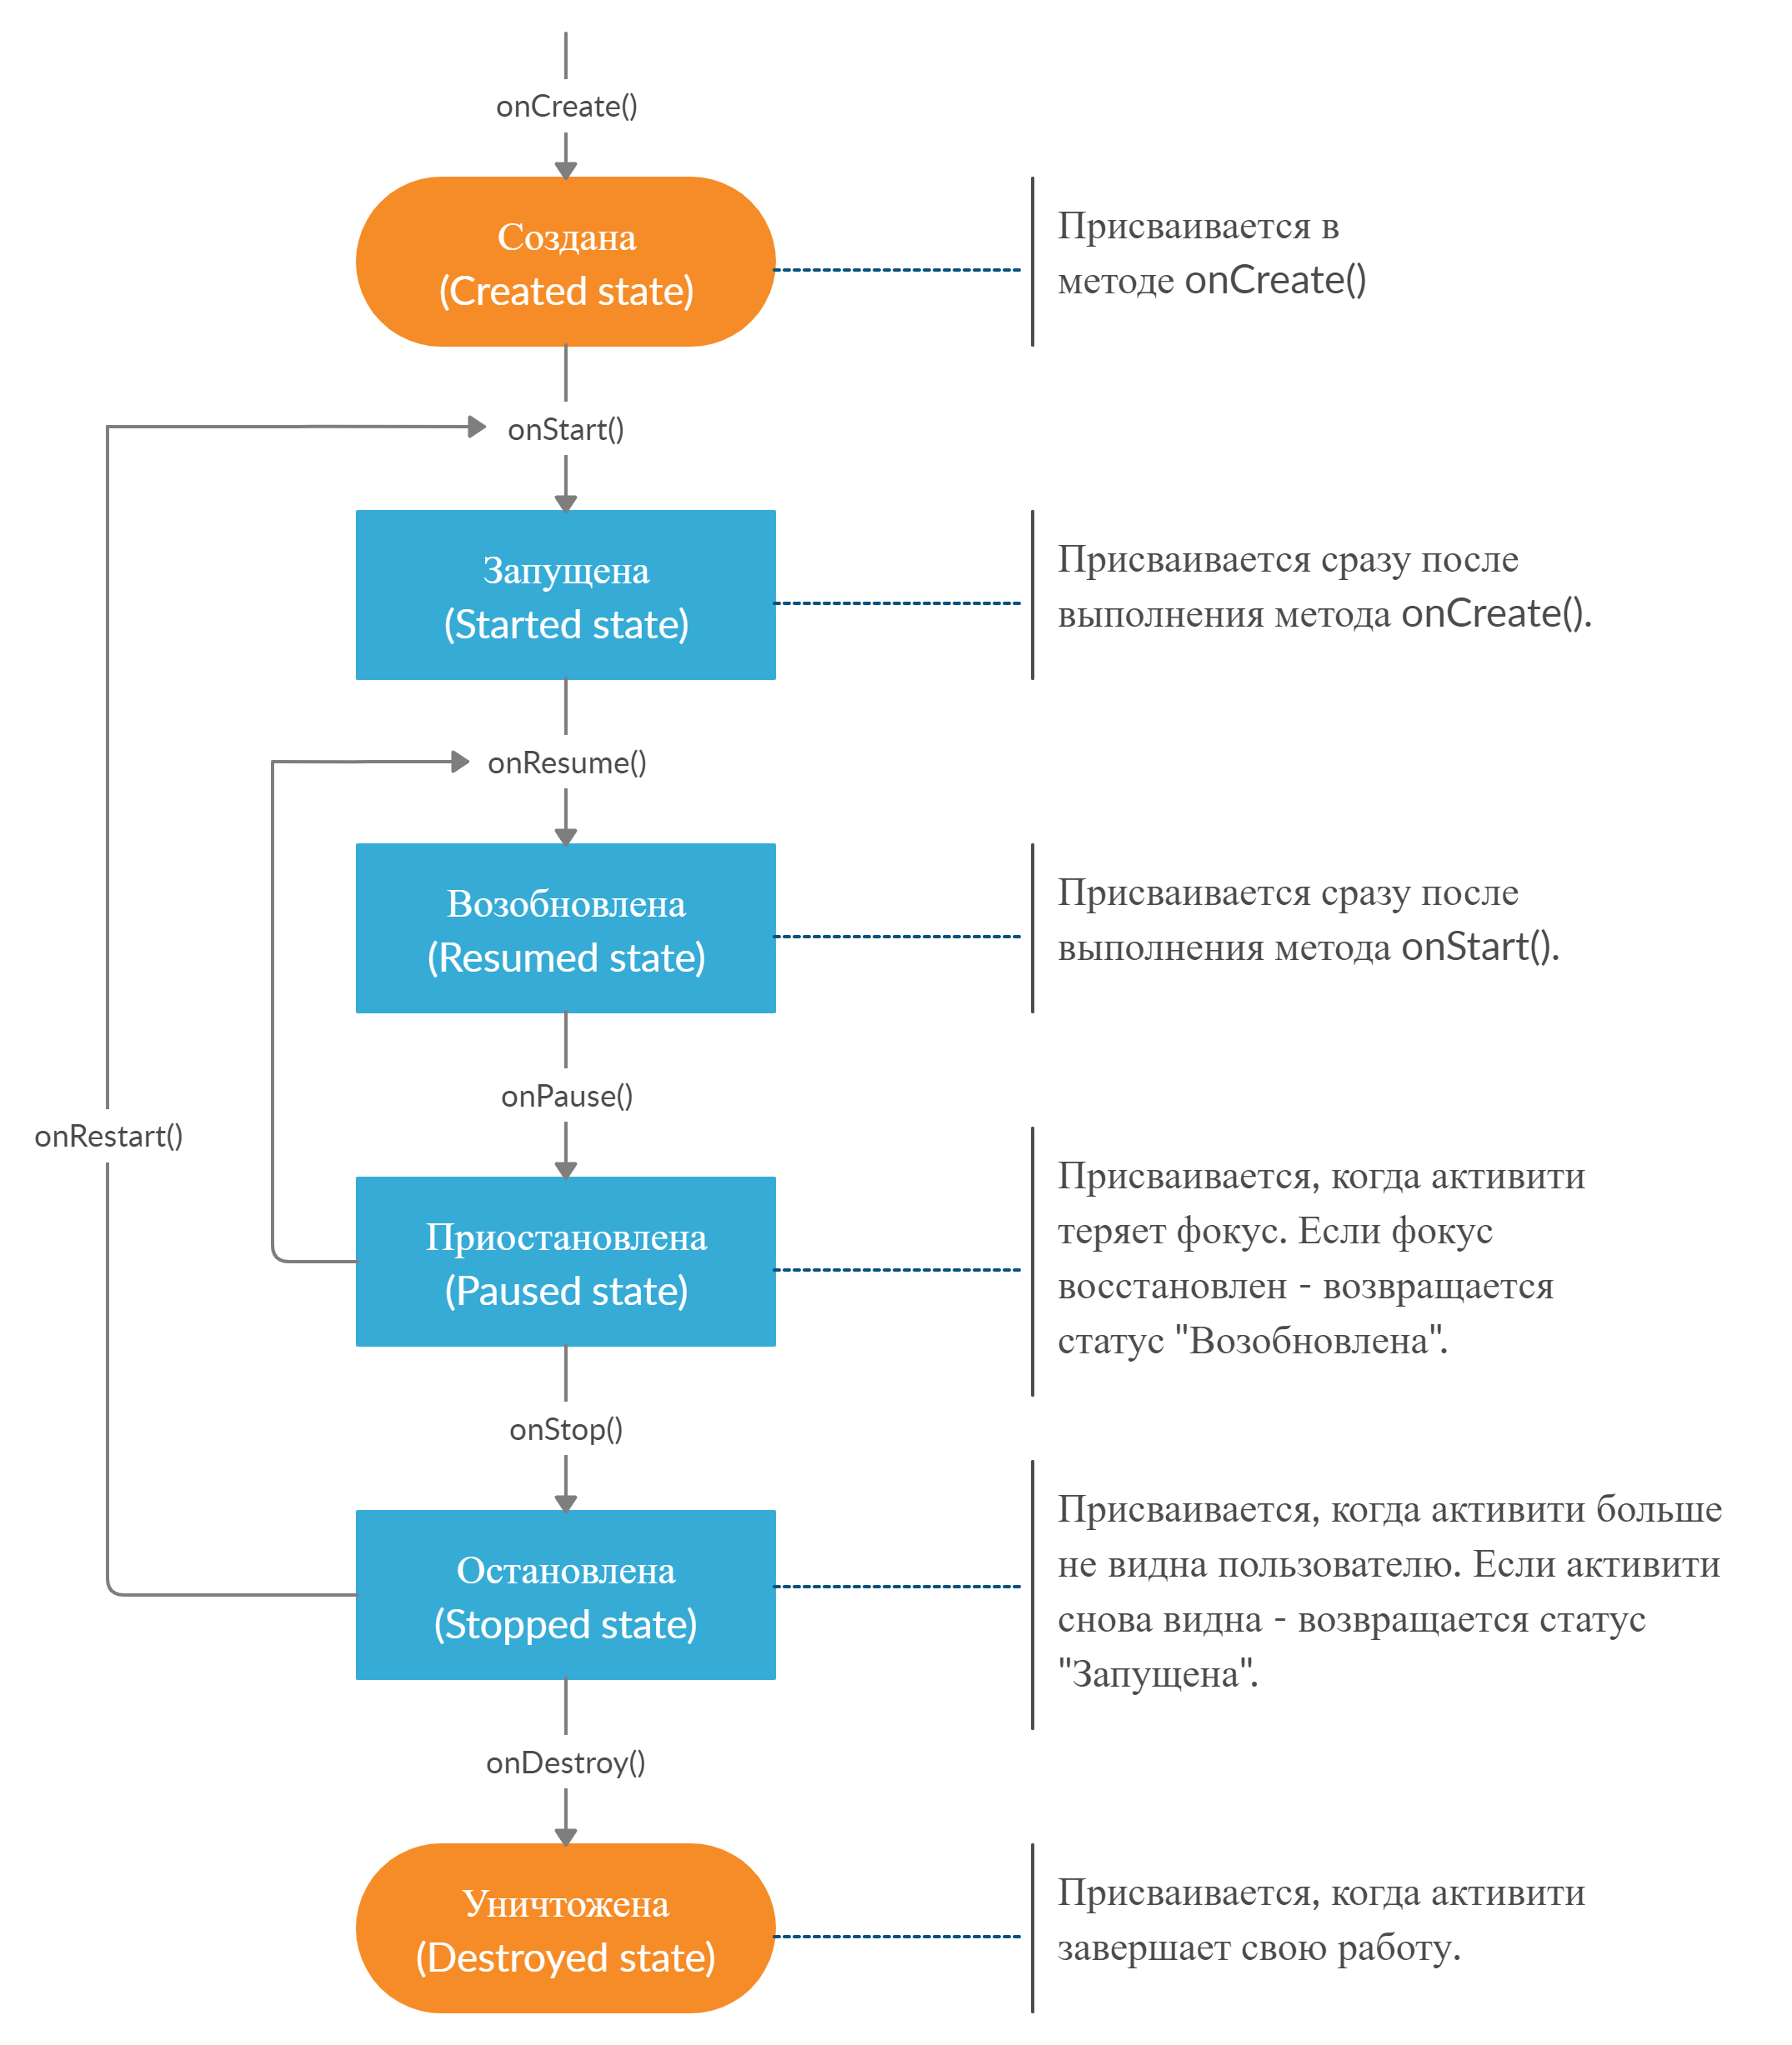 onCreate()
Создана
(Created state)
Присваивается в
методе onCreate()
onStart()
Запущена
(Started state)
Присваивается сразу после
выполнения метода onCreate().
onResume()
Возобновлена
(Resumed state)
Присваивается сразу после
выполнения метода onStart().
onPause()
onRestart()
Приостановлена
(Paused state)
Присваивается, когда активити
теряет фокус. Если фокус
восстановлен - возвращается
статус "Возобновлена".
onStop()
Остановлена
(Stopped state)
Присваивается, когда активити больше
не видна пользователю. Если активити
снова видна - возвращается статус
"Запущена".
onDestroy()
Уничтожена
(Destroyed state)
Присваивается, когда активити
завершает свою работу.